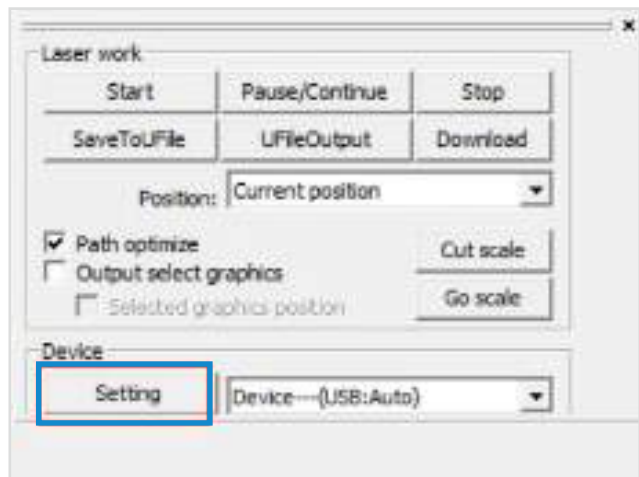 Laser work
Start Pause/Continue Stop
SaveToUFile UFileOutput Download
Position: Current position
Path optimize Cut scale
Output select graphics
Selected graphics position Go scale
Device
Setting Device---(USB:Auto)